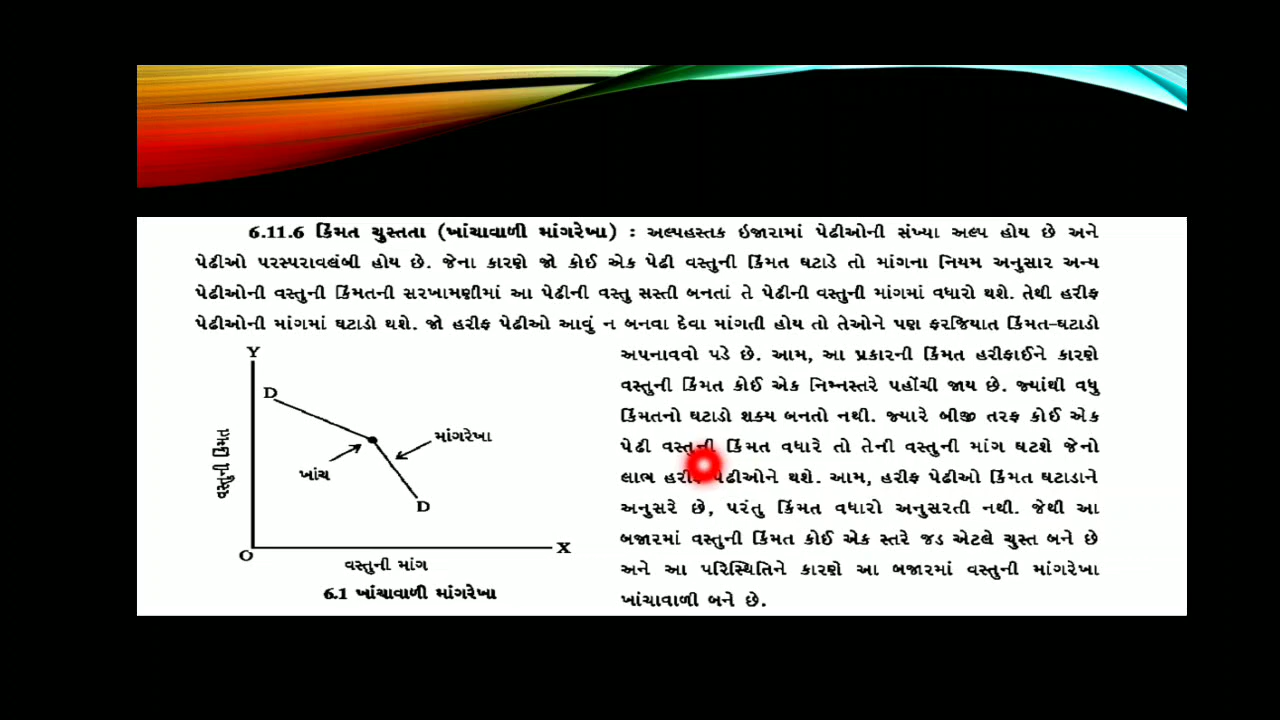 6.11.6 કિંમત ચુસ્તતા (ખાંચાવાળી માંગરેખા) : અલ્પહસ્તક ઇજારામાં પેઢીઓની સંખ્યા અલ્પ હોય છે અને
પેઢીઓ પરસ્પરાવલંબી હોય છે. જેના કારણે જો કોઈ એક પેઢી વસ્તુની કિંમત ઘટાડે તો માંગના નિયમ અનુસાર અન્ય
પેઢીઓની વસ્તુની કિંમતની સરખામણીમાં આ પેઢીની વસ્તુ સસ્તી બનતાં તે પેઢીની વસ્તુની માંગમાં વધારો થશે. તેથી હરીફ
પેઢીઓની માંગમાં ઘટાડો થશે. જો હરીફ પેઢીઓ આવું ન બનવા દેવા માંગતી હોય તો તેઓને પણ ફરજિયાત કિંમત-ઘટાડો
અપનાવવો પડે છે. આમ, આ પ્રકારની કિંમત હરીફાઈને કારણે
વસ્તુની કિંમત કોઈ એક નિમ્નસ્તરે પહોંચી જાય છે. જ્યાંથી વધુ
કિંમતનો ઘટાડો શક્ય બનતો નથી. જ્યારે બીજી તરફ કોઈ એક
પેઢી વસ્તુની કિંમત વધારે તો તેની વસ્તુની માંગ ઘટશે જેનો
લાભ હરીફ પેઢીઓને થશે. આમ, હરીફ પેઢીઓ કિંમત ઘટાડાને
અનુસરે છે, પરંતુ કિંમત વધારો અનુસરતી નથી. જેથી આ
બજારમાં વસ્તુની કિંમત કોઈ એક સ્તરે જડ એટલે ચુસ્ત બને છે
અને આ પરિસ્થિતિને કારણે આ બજારમાં વસ્તુની માંગરેખા
ખાંચાવાળી બને છે.
Y
D
માંગરેખા
ખાંચ
વસ્તુની કિંમત
D
O
X
વસ્તુની માંગ
6.1 ખાંચાવાળી માંગરેખા